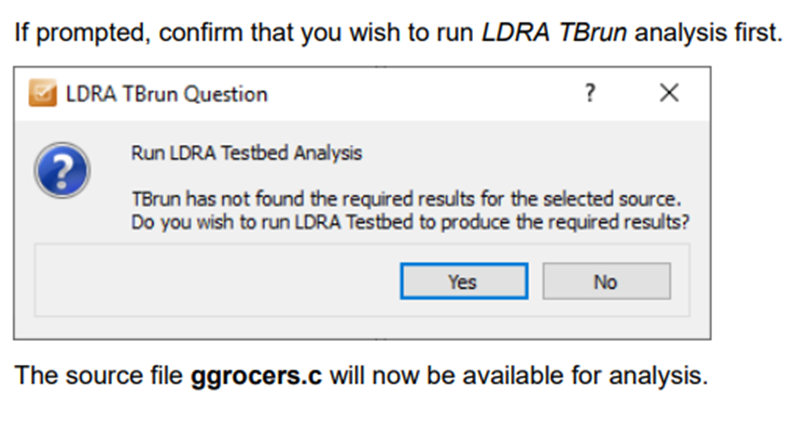 If prompted, confirm that you wish to run LDRA TBrun analysis first.
LDRA TBrun Question ? X
?
Run LDRA Testbed Analysis
TBrun has not found the required results for the selected source.
Do you wish to run LDRA Testbed to produce the required results?
Yes No
The source file ggrocers.c will now be available for analysis.